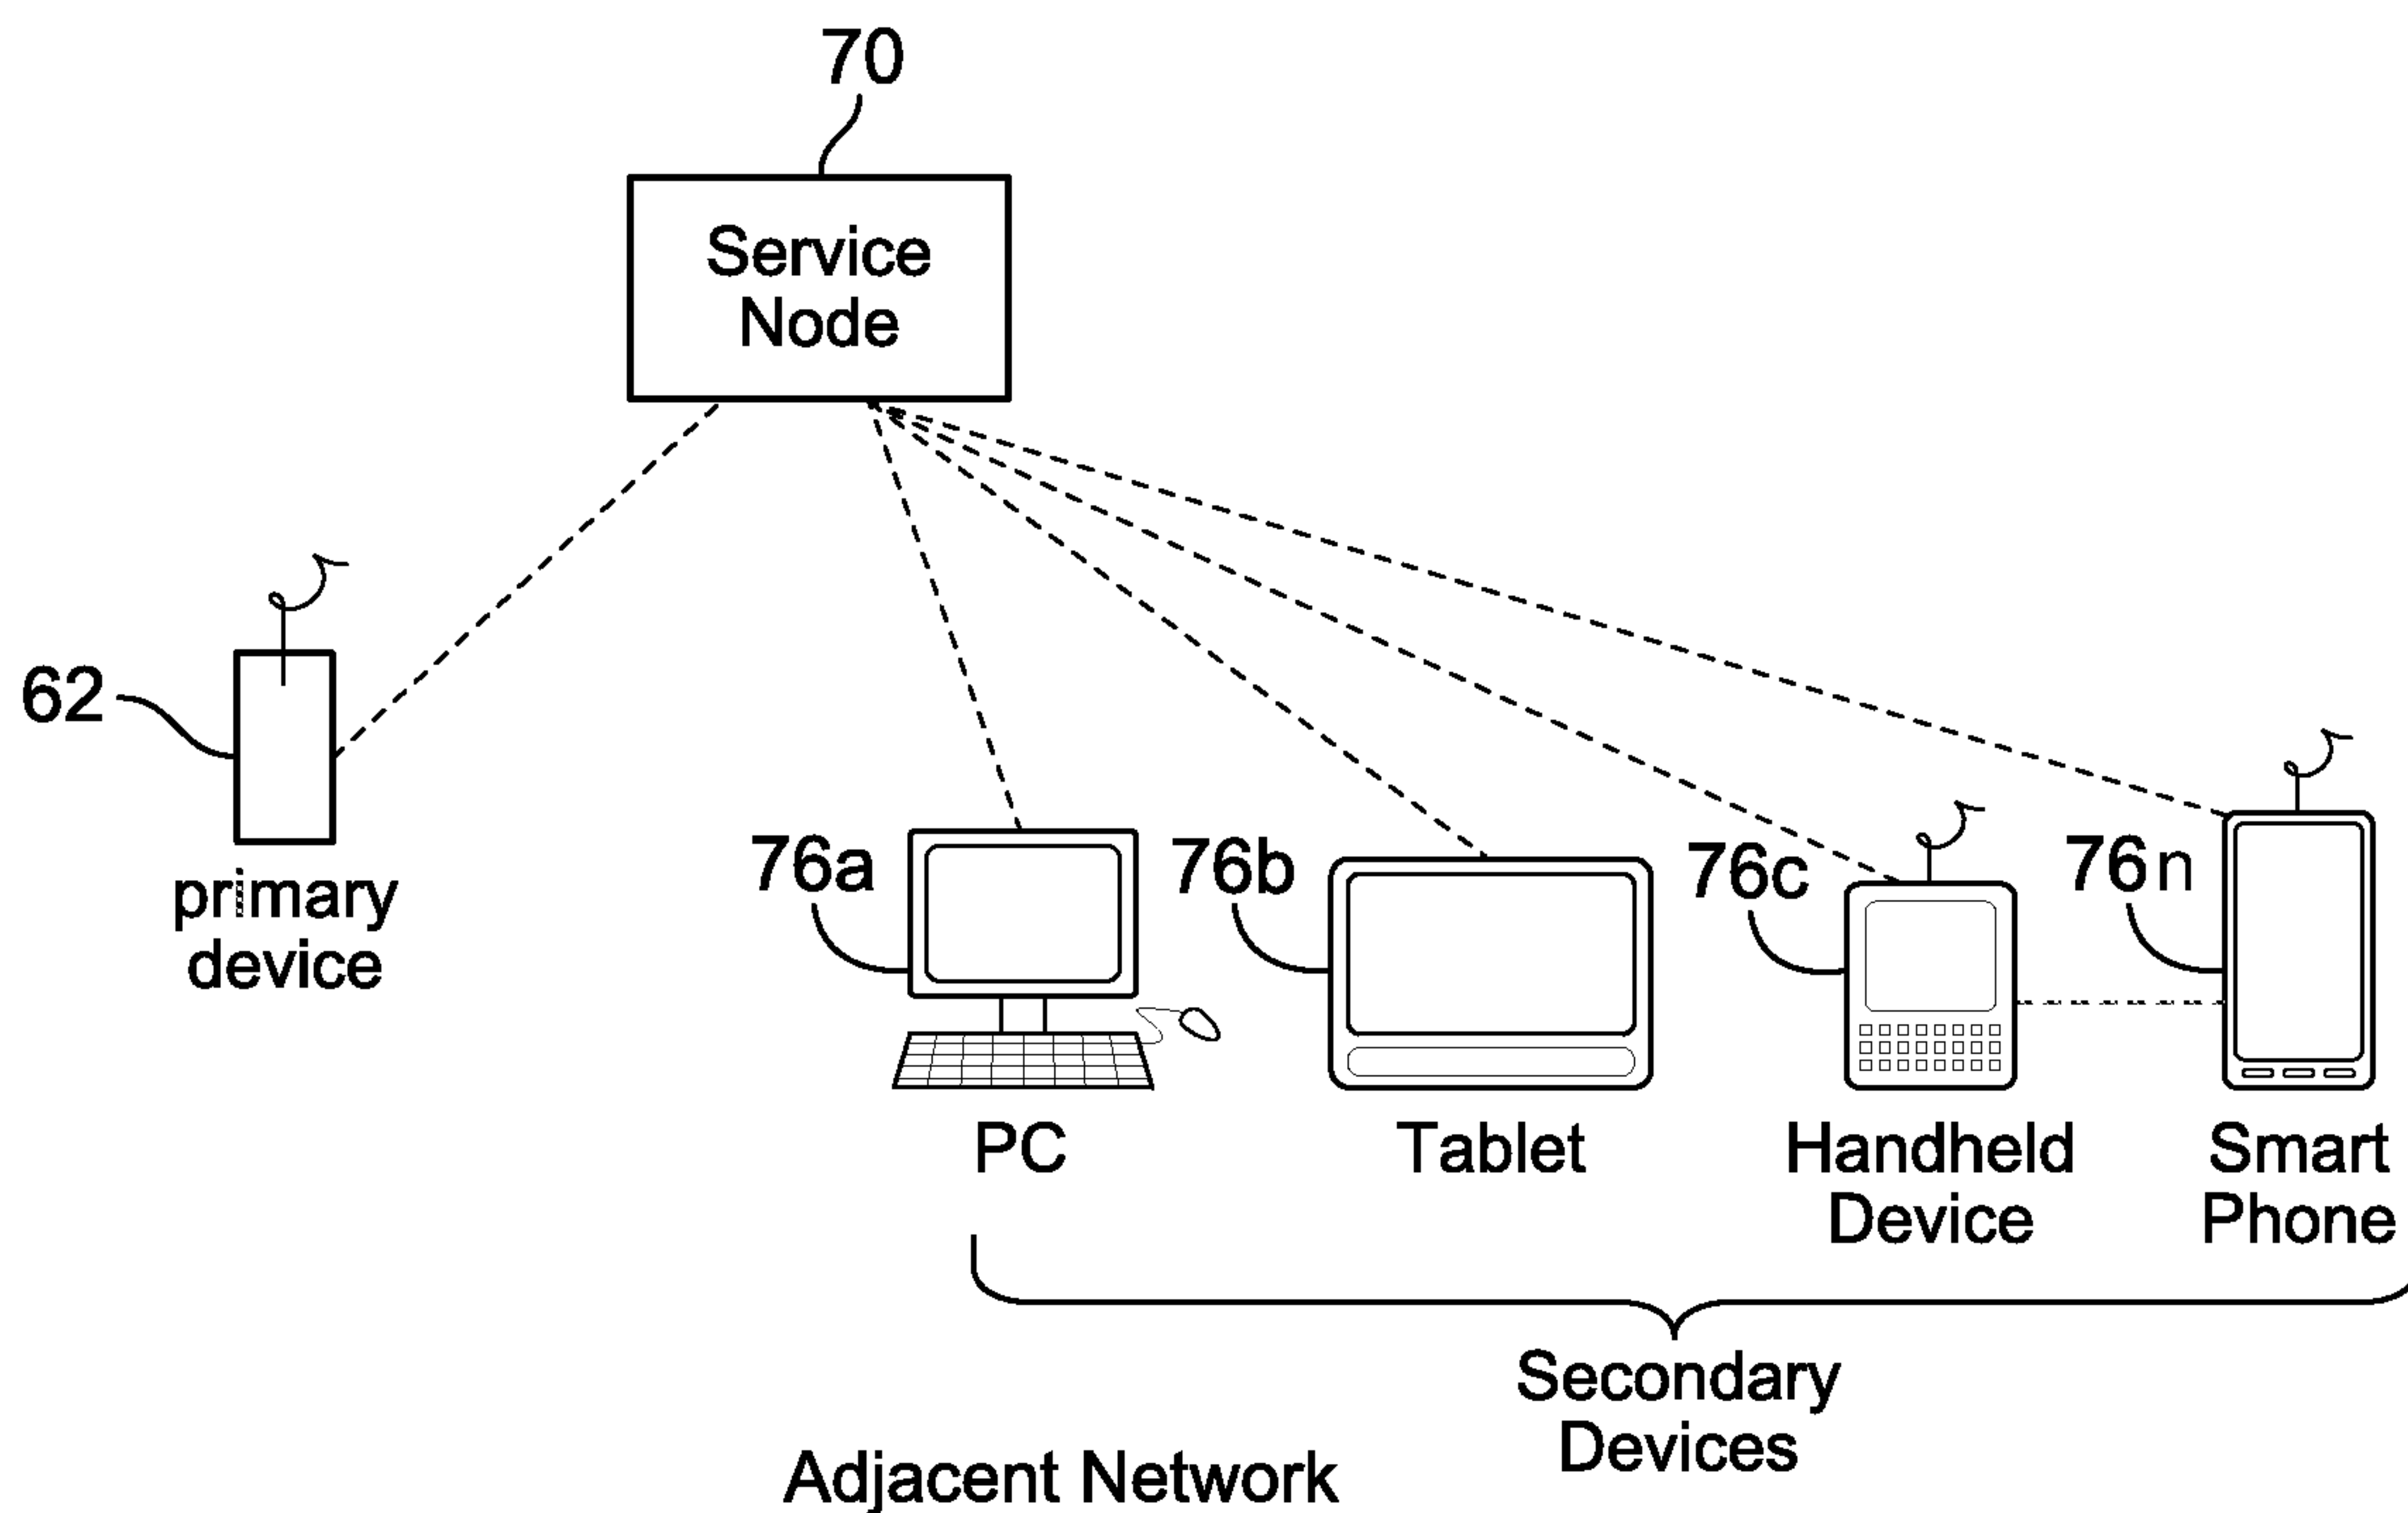 70
Service
Node
62
primary
device
76a
76b
76c
76n
PC
Tablet
Handheld
Device
Smart
Phone
Secondary
Devices
Adjacent Network